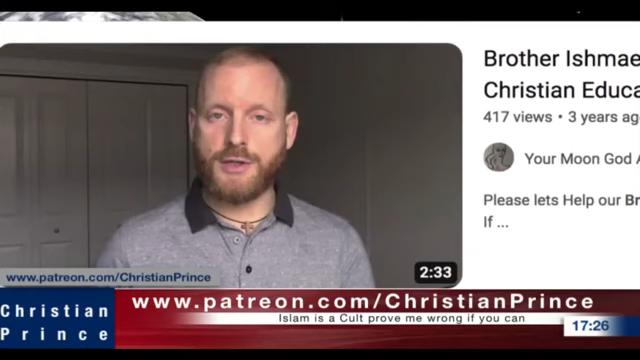 Brother Ishmae
Christian Educa
417 views • 3 years ago
Your Moon God A
Please lets Help our Br
If ...
2:33
www.patreon.com/ChristianPrince
www.patreon.com/ChristianPrince
Islam is a Cult prove me wrong if you can
Christian
Prince
17:26